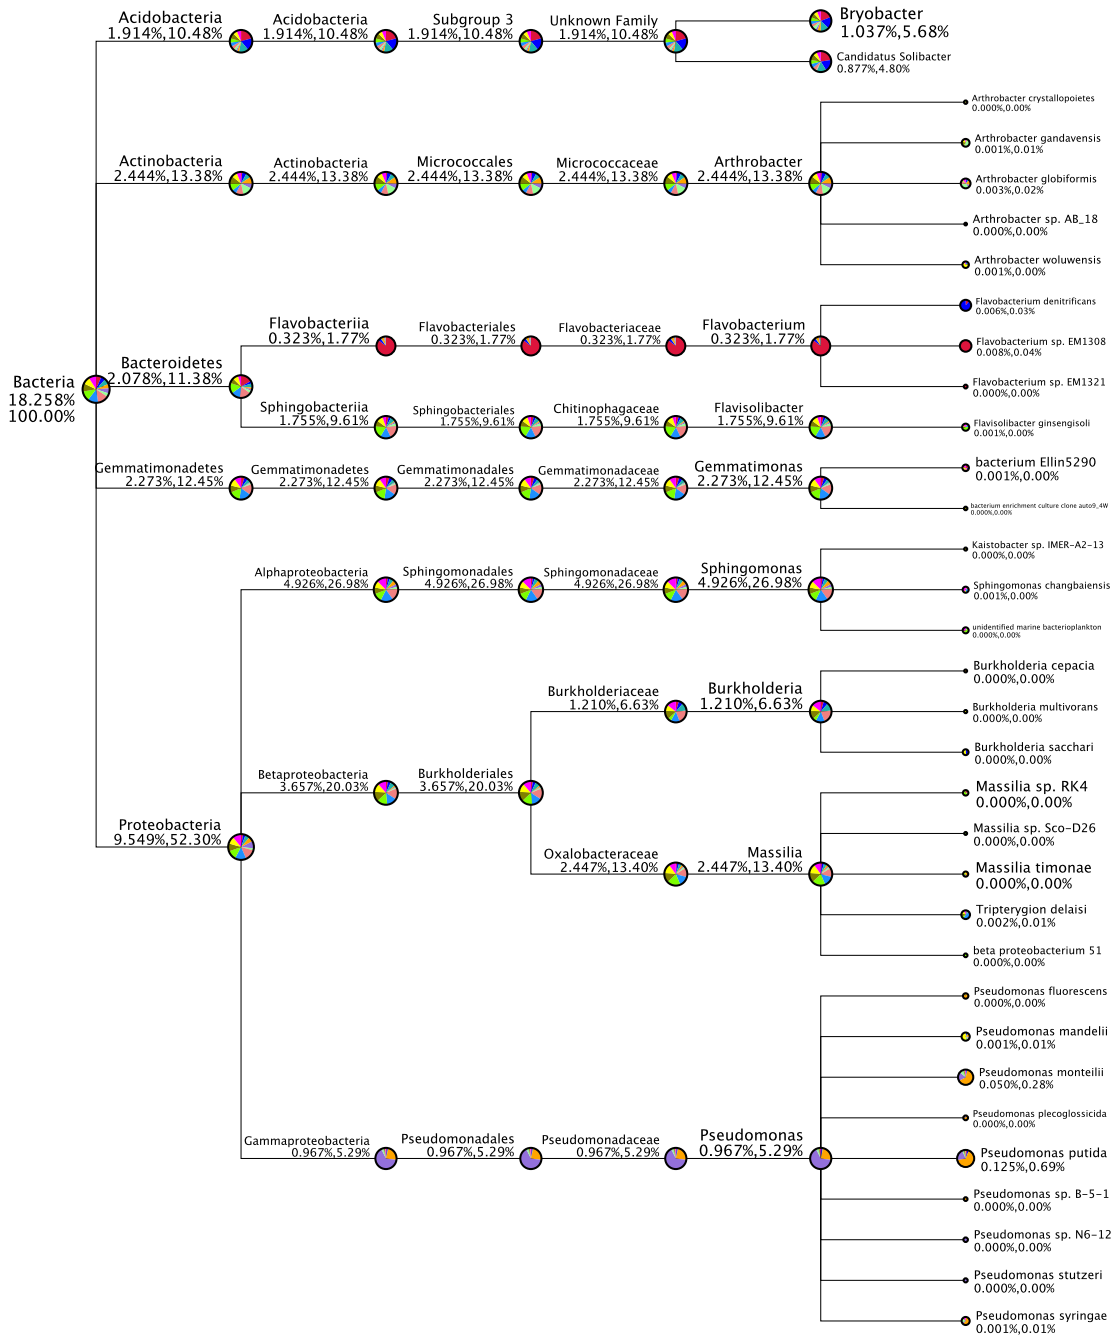 Acidobacteria
1.914%,10.48%
Acidobacteria
1.914%,10.48%
Subgroup 3
1.914%,10.48%
Unknown Family
1.914%,10.48%
Bryobacter
1.037%,5.68%
Candidatus Solibacter
0.877%,4.80%
Arthrobacter crystallopoietes
0.000%,0.00%
Arthrobacter gandavensis
0.001%,0.01%
Actinobacteria
2.444%,13.38%
Actinobacteria
2.444%,13.38%
Micrococcales
2.444%,13.38%
Micrococcaceae
2.444%,13.38%
Arthrobacter
2.444%,13.38%
Arthrobacter globiformis
0.003%,0.02%
Arthrobacter sp. AB_18
0.000%,0.00%
Arthrobacter woluwensis
0.001%,0.00%
Flavobacterium denitrificans
0.006%,0.03%
Flavobacteriia
0.323%,1.77%
Flavobacteriales
0.323%,1.77%
Flavobacteriaceae
0.323%,1.77%
Flavobacterium
0.323%,1.77%
Flavobacterium sp. EM1308
0.008%,0.04%
Bacteria
18.258%
100.00%
Bacteroidetes
2.078%,11.38%
Flavobacterium sp. EM1321
0.000%,0.00%
Sphingobacteriia
1.755%,9.61%
Sphingobacteriales
1.755%,9.61%
Chitinophagaceae
1.755%,9.61%
Flavisolibacter
1.755%,9.61%
Flavisolibacter ginsengisoli
0.001%,0.00%
Gemmatimonadetes
2.273%,12.45%
Gemmatimonadetes
2.273%,12.45%
Gemmatimonadales
2.273%,12.45%
Gemmatimonadaceae
2.273%,12.45%
Gemmatimonas
2.273%,12.45%
bacterium Ellin5290
0.001%,0.00%
bacterium enrichment culture clone auto9_4W
0.000%,0.00%
Kaistobacter sp. IMER-A2-13
0.000%,0.00%
Alphaproteobacteria
4.926%,26.98%
Sphingomonadales
4.926%,26.98%
Sphingomonadaceae
4.926%,26.98%
Sphingomonas
4.926%,26.98%
Sphingomonas changbaiensis
0.001%,0.00%
unidentified marine bacterioplankton
0.000%,0.00%
Burkholderia cepacia
0.000%,0.00%
Burkholderiaceae
1.210%,6.63%
Burkholderia
1.210%,6.63%
Burkholderia multivorans
0.000%,0.00%
Burkholderia sacchari
0.000%,0.00%
Betaproteobacteria
3.657%,20.03%
Burkholderiales
3.657%,20.03%
Massilia sp. RK4
0.000%,0.00%
Proteobacteria
9.549%,52.30%
Massilia sp. Sco-D26
0.000%,0.00%
Oxalobacteraceae
2.447%,13.40%
Massilia
2.447%,13.40%
Massilia timonae
0.000%,0.00%
Tripterygion delaisi
0.002%,0.01%
beta proteobacterium 51
0.000%,0.00%
Pseudomonas fluorescens
0.000%,0.00%
Pseudomonas mandelii
0.001%,0.01%
Pseudomonas monteilii
0.050%,0.28%
Pseudomonas plecoglossicida
0.000%,0.00%
Gammaproteobacteria
0.967%,5.29%
Pseudomonadales
0.967%,5.29%
Pseudomonadaceae
0.967%,5.29%
Pseudomonas
0.967%,5.29%
Pseudomonas putida
0.125%,0.69%
Pseudomonas sp. B-5-1
0.000%,0.00%
Pseudomonas sp. N6-12
0.000%,0.00%
Pseudomonas stutzeri
0.000%,0.00%
Pseudomonas syringae
0.001%,0.01%